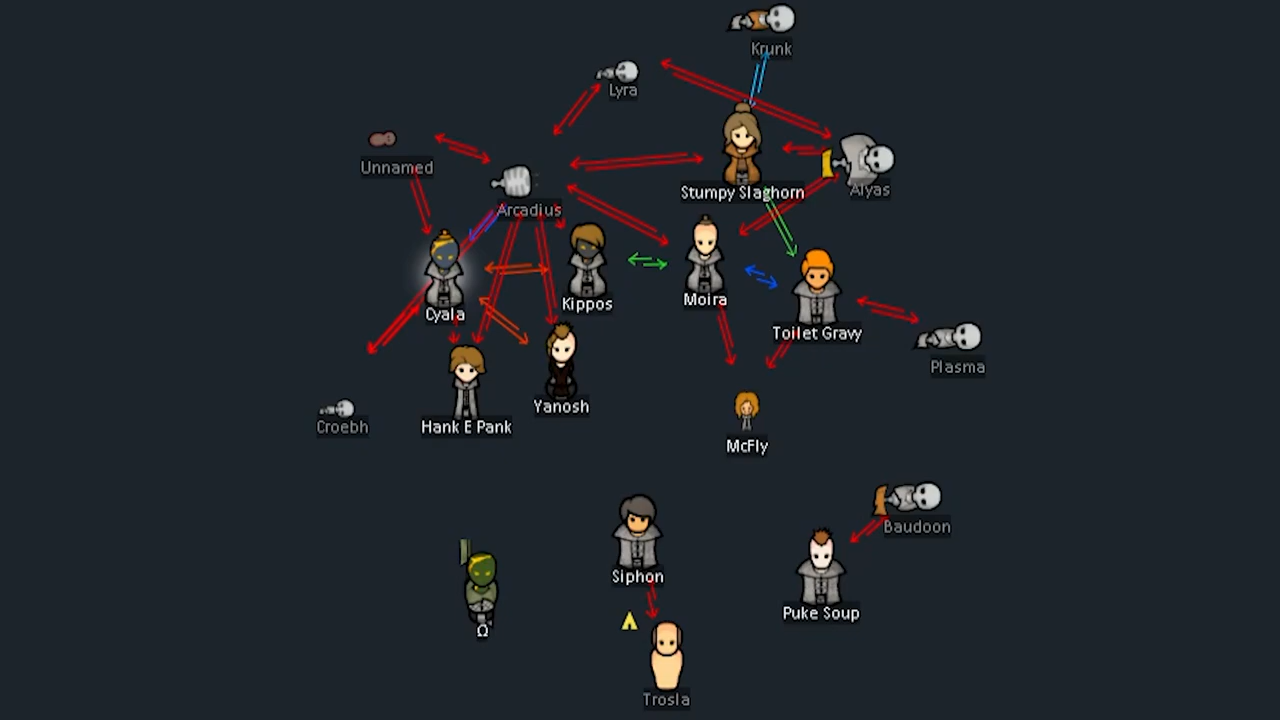 Krunk
Lyra
Unnamed
Stumpy Slaghorn
Alyas
Arcadius
Kippos
Moira
Cyala
Toilet Gravy
Plasma
Yanosh
Croebh
Hank E Pank
McFly
Baudoon
Siphon
Puke Soup
Ω
Trosla